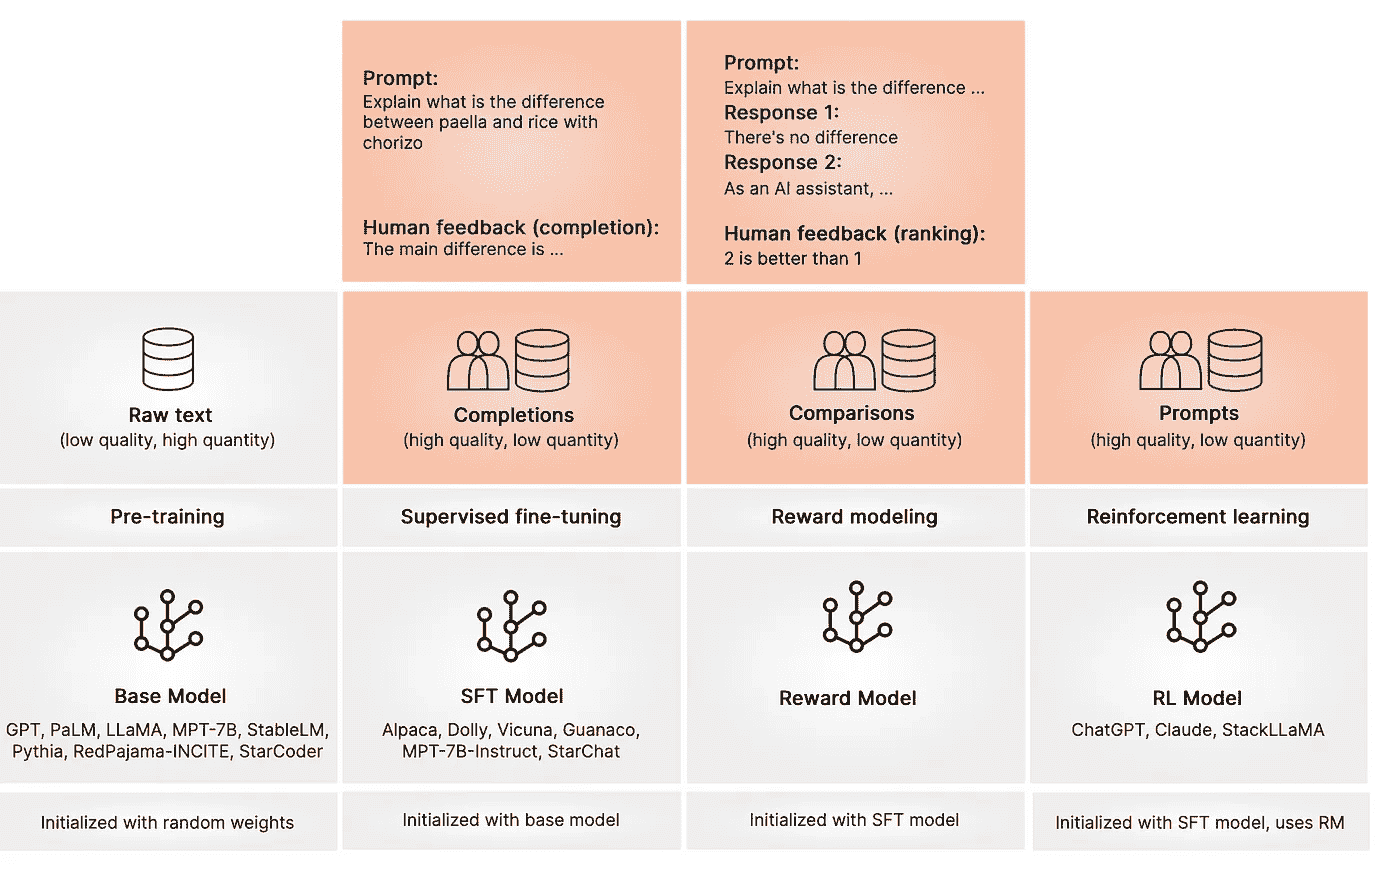 Prompt:
Explain what is the difference
between paella and rice with
chorizo
Human feedback (completion):
The main difference is ...
Prompt:
Explain what is the difference ...
Response 1:
There's no difference
Response 2:
As an AI assistant, ...
Human feedback (ranking):
2 is better than 1
Raw text
(low quality, high quantity)
Completions
(high quality, low quantity)
Comparisons
(high quality, low quantity)
Prompts
(high quality, low quantity)
Pre-training
Supervised fine-tuning
Reward modeling
Reinforcement learning
Base Model
GPT, PaLM, LLaMA, MPT-7B, StableLM,
Pythia, RedPajama-INCITE, StarCoder
SFT Model
Alpaca, Dolly, Vicuna, Guanaco,
MPT-7B-Instruct, StarChat
Reward Model
RL Model
ChatGPT, Claude, StackLLaMA
Initialized with random weights
Initialized with base model
Initialized with SFT model
Initialized with SFT model, uses RM